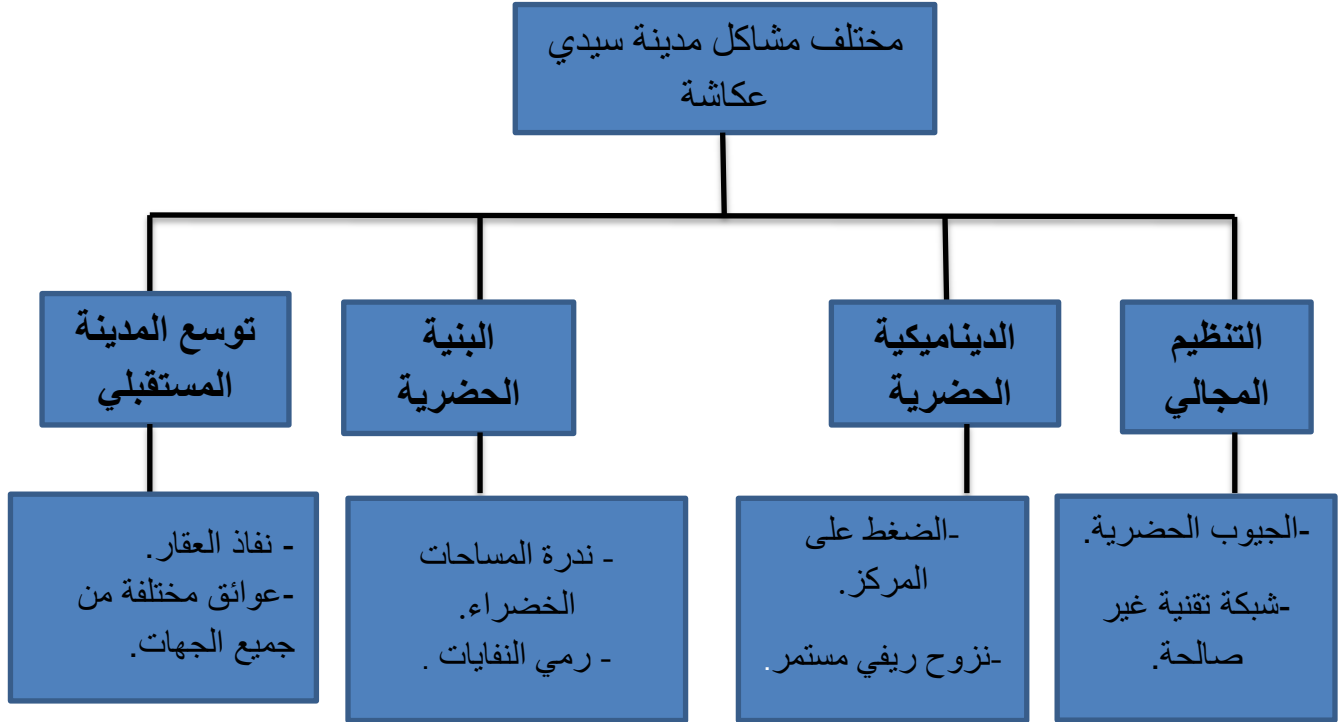 مختلف مشاكل مدينة سيدي
عكاشة
التنظيم
المجالي
الديناميكية
الحضرية
البنية
الحضرية
توسع المدينة
المستقبلي
-الجيوب الحضرية.
-شبكة تقنية غير
صالحة.
-الضغط على
المركز.
-نزوح ريفي مستمر.
- ندرة المساحات
الخضراء.
- رمي النفايات .
- نفاذ العقار.
-عوائق مختلفة من
جميع الجهات.